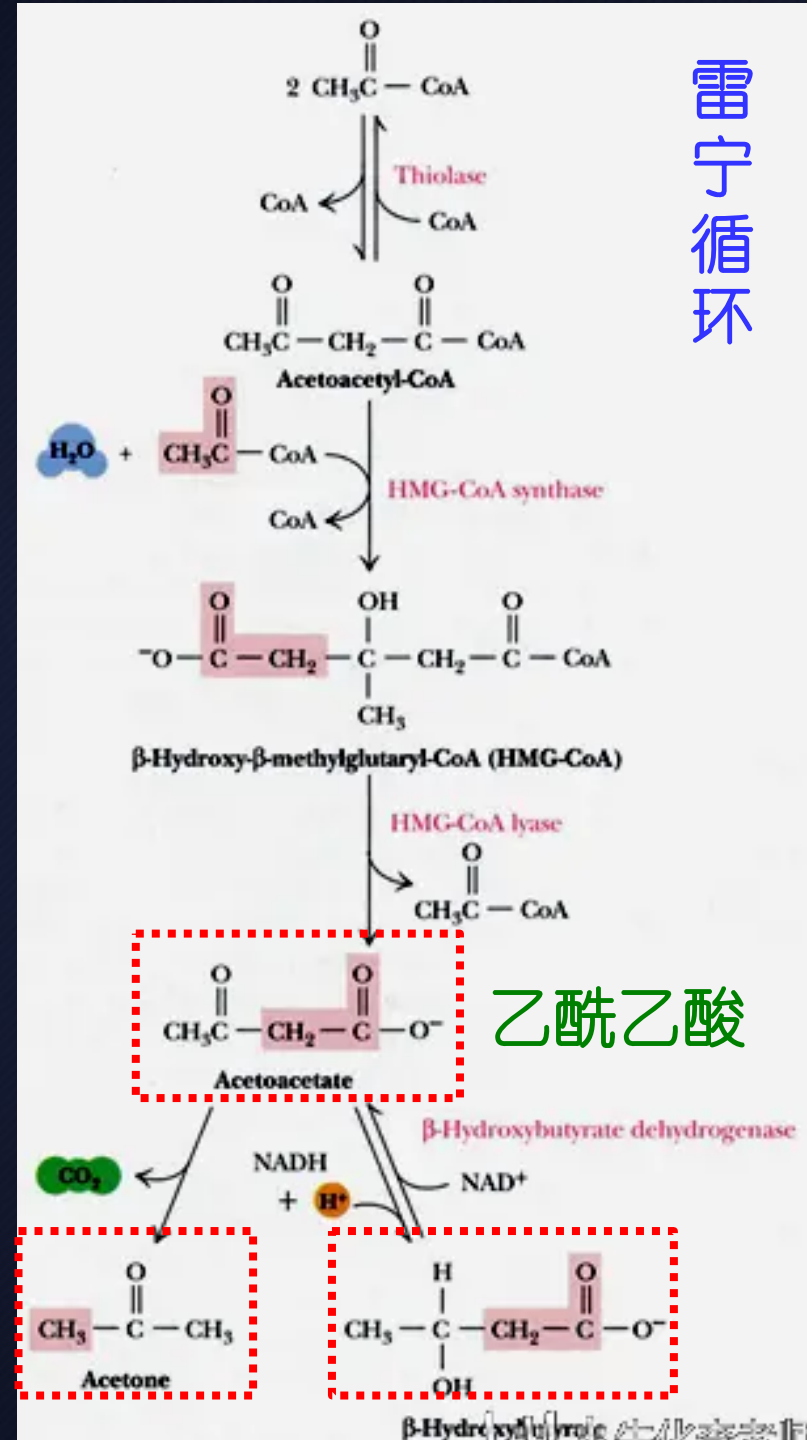 O
2 CH₃C — CoA
Thiolase
CoA
CoA
雷宁循环
O O
CH₃C — CH₂ — C — CoA
Acetoacetyl-CoA
O
H₂O + CH₃C — CoA
HMG-CoA synthase
CoA
O OH O
⁻O — C — CH₂ — C — CH₂ — C — CoA
CH₃
β-Hydroxy-β-methylglutaryl-CoA (HMG-CoA)
HMG-CoA lyase
O
CH₃C — CoA
O O
CH₃C — CH₂ — C — O⁻
乙酰乙酸
Acetoacetate
β-Hydroxybutyrate dehydrogenase
CO₂
NADH
+ H⁺
NAD⁺
O
CH₃ — C — CH₃
Acetone
H O
CH₃ — C — CH₂ — C — O⁻
OH